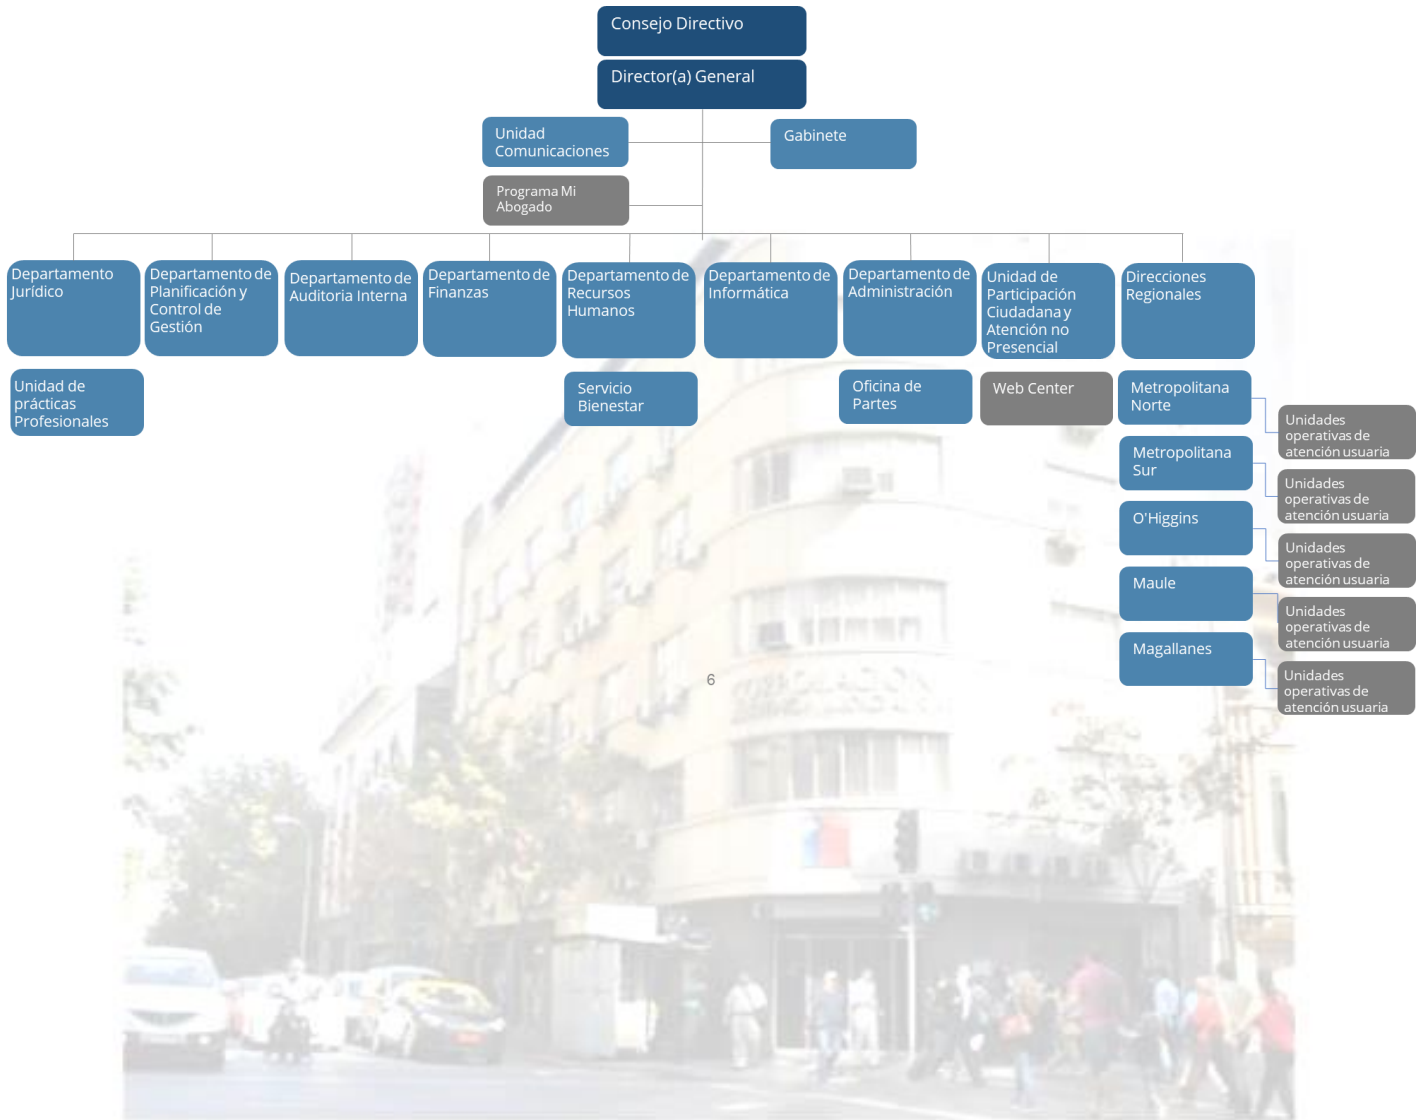 Consejo Directivo
Director(a) General
Unidad
Comunicaciones
Gabinete
Programa Mi
Abogado
Departamento
Jurídico
Departamento de
Planificación y
Control de
Gestión
Departamento de
Auditoria Interna
Departamento de
Finanzas
Departamento de
Recursos
Humanos
Departamento de
Informática
Departamento de
Administración
Unidad de
Participación
Ciudadana y
Atención no
Presencial
Direcciones
Regionales
Unidad de
prácticas
Profesionales
Servicio
Bienestar
Oficina de
Partes
Web Center
Metropolitana
Norte
Unidades
operativas de
atención usuaria
Metropolitana
Sur
Unidades
operativas de
atención usuaria
O'Higgins
Unidades
operativas de
atención usuaria
Maule
Unidades
operativas de
atención usuaria
Magallanes
Unidades
operativas de
atención usuaria
6